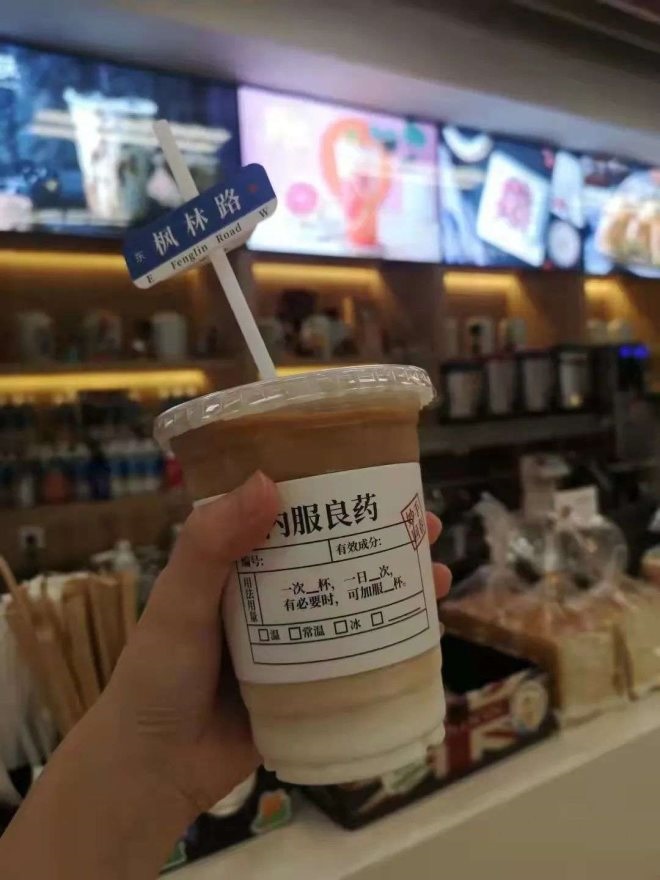 枫林路
东
E Fenglin Road W
内服良药
编号:
有效成分:
用法用量
一次__杯，一日__次，
有必要时，可加服__杯。
□温 □常温 □冰 □____